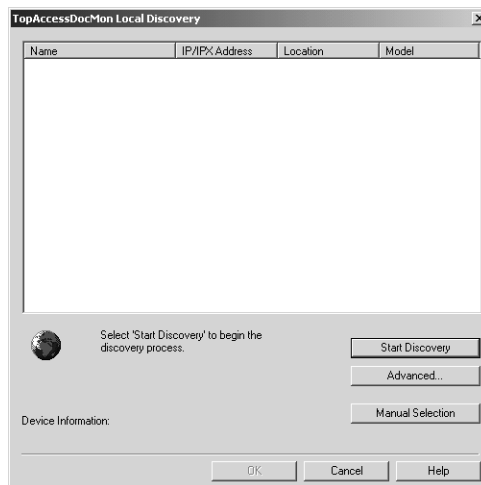 TopAccessDocMon Local Discovery
Name IP/IPX Address Location Model
Select 'Start Discovery' to begin the
discovery process.
Start Discovery
Advanced...
Manual Selection
Device Information:
OK Cancel Help